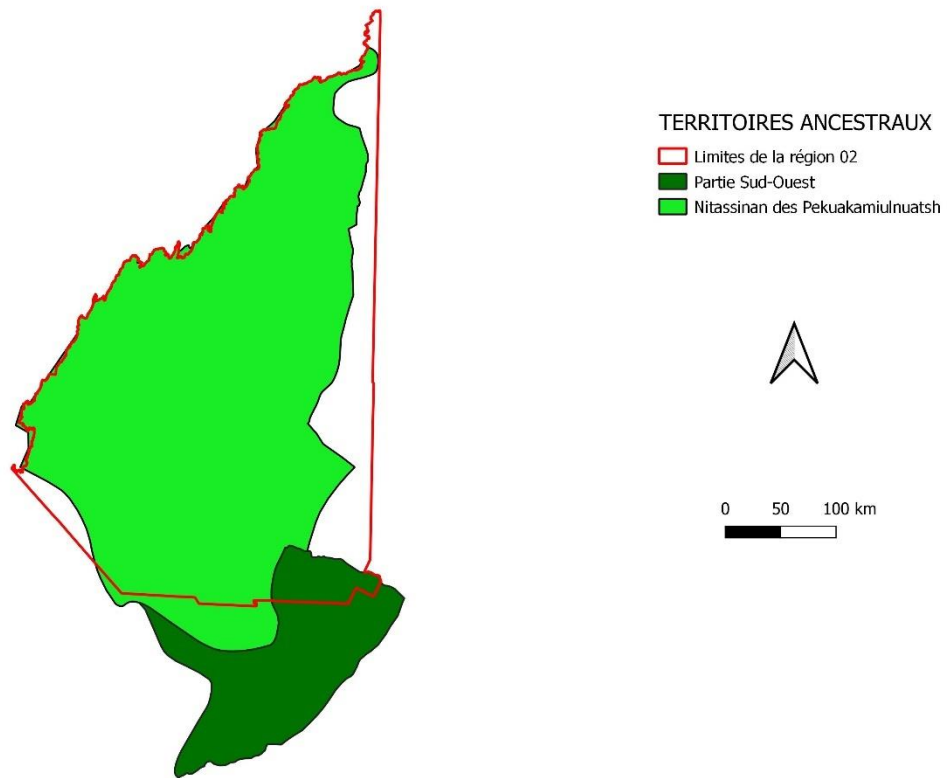 TERRITOIRES ANCESTRAUX
Limites de la région 02
Partie Sud-Ouest
Nitassinan des Pekuakamiulnuatsh
0 50 100 km